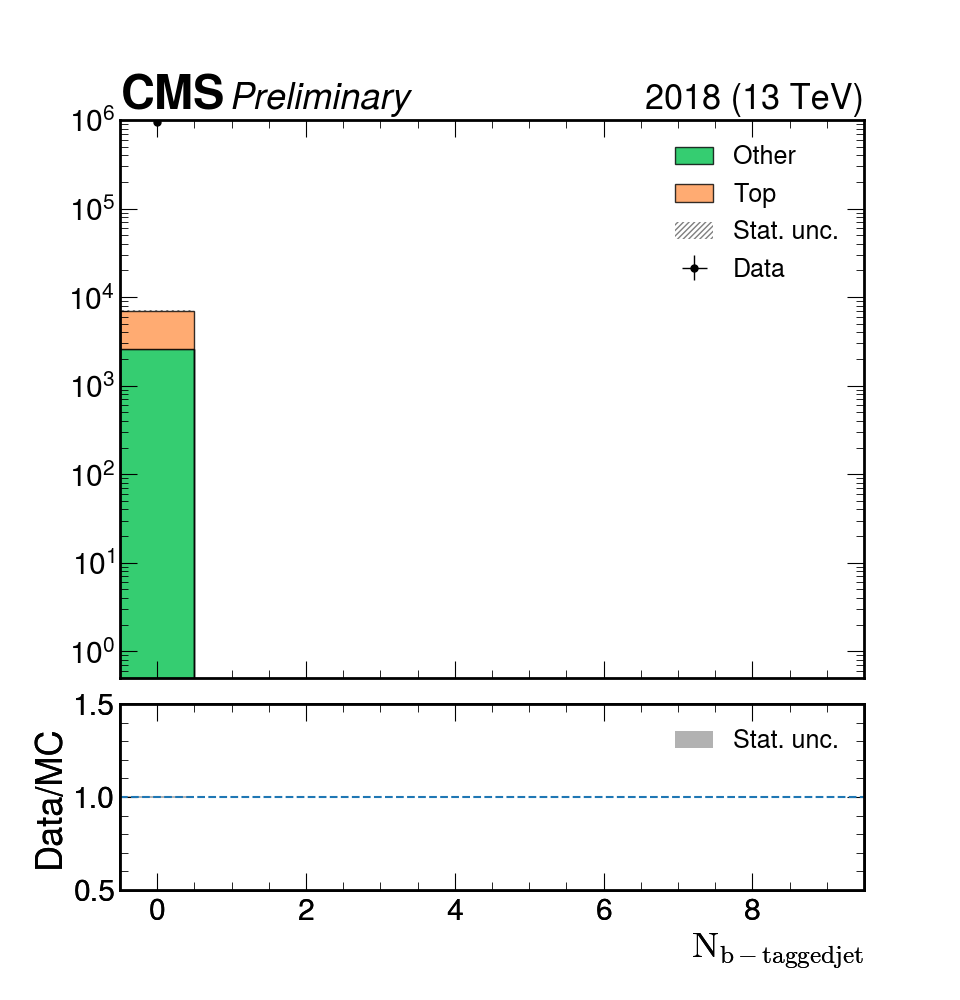 CMS Preliminary 2018 (13 TeV)
10^6
10^5
10^4
10^3
10^2
10^1
10^0
Other
Top
Stat. unc.
Data
1.5
1.0
0.5
Data/MC
Stat. unc.
0 2 4 6 8
N_{b-taggedjet}